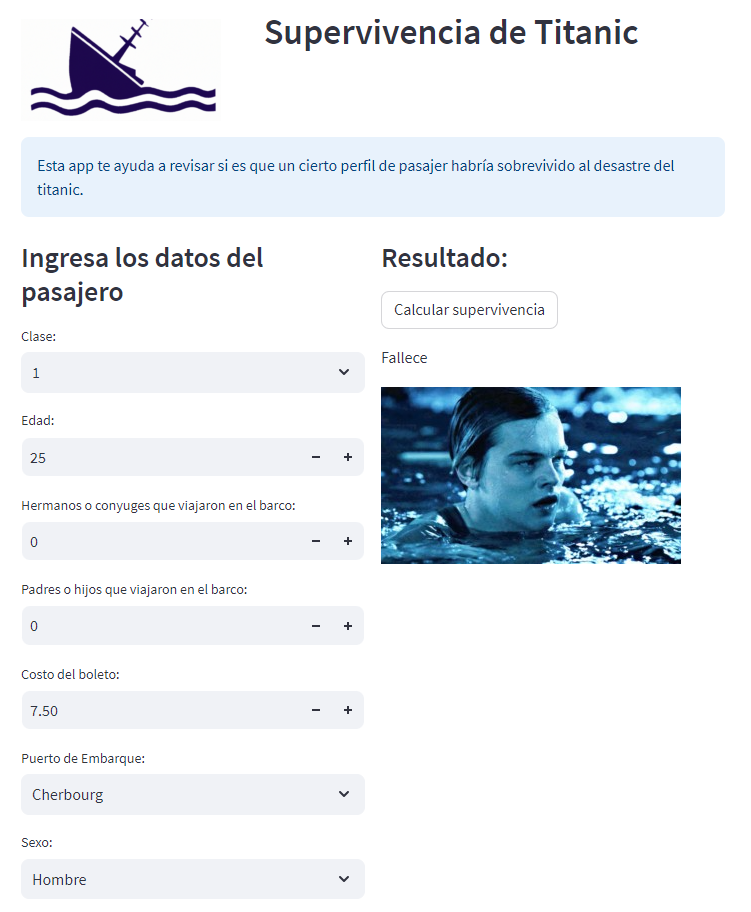 Supervivencia de Titanic
Esta app te ayuda a revisar si es que un cierto perfil de pasajer habría sobrevivido al desastre del
titanic.
Ingresa los datos del
pasajero
Clase:
1
Edad:
25
Hermanos o conyuges que viajaron en el barco:
0
Padres o hijos que viajaron en el barco:
0
Costo del boleto:
7.50
Puerto de Embarque:
Cherbourg
Sexo:
Hombre
Resultado:
Calcular supervivencia
Fallece